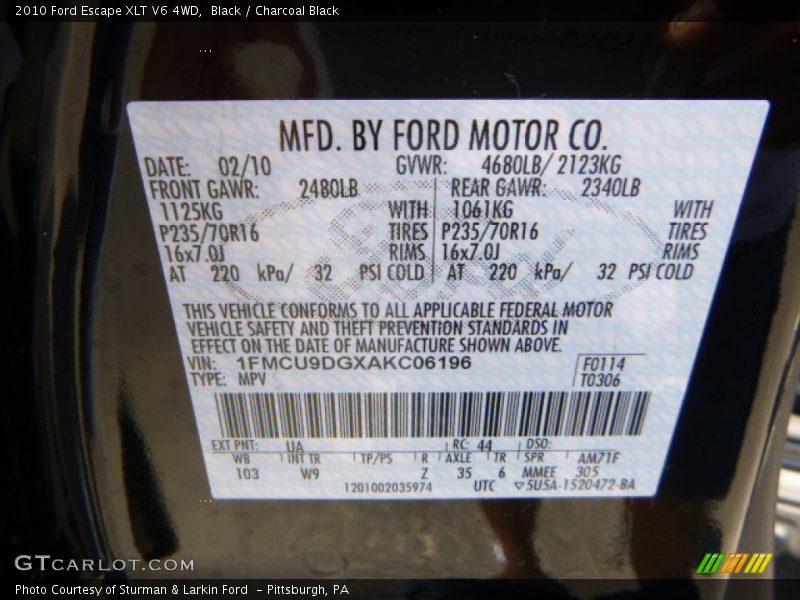 2010 Ford Escape XLT V6 4WD, Black / Charcoal Black
MFD. BY FORD MOTOR CO.
DATE: 02/10 GVWR: 4680LB/ 2123KG
FRONT GAWR: 2480LB REAR GAWR: 2340LB
1125KG WITH 1061KG WITH
P235/70R16 TIRES P235/70R16 TIRES
16x7.0J RIMS 16x7.0J RIMS
AT 220 kPa/ 32 PSI COLD AT 220 kPa/ 32 PSI COLD
THIS VEHICLE CONFORMS TO ALL APPLICABLE FEDERAL MOTOR
VEHICLE SAFETY AND THEFT PREVENTION STANDARDS IN
EFFECT ON THE DATE OF MANUFACTURE SHOWN ABOVE.
VIN: 1FMCU9DGXAKC06196 F0114
TYPE: MPV T0306
EXT PNT: UA RC: 44 DSO:
WB INT TR TP/PS R AXLE TR SPR AM71F
103 W9 Z 35 6 MMEE 305
1201002035974 UTC ▽5U5A-1520472-BA
GTCARLOT.COM
Photo Courtesy of Sturman & Larkin Ford - Pittsburgh, PA